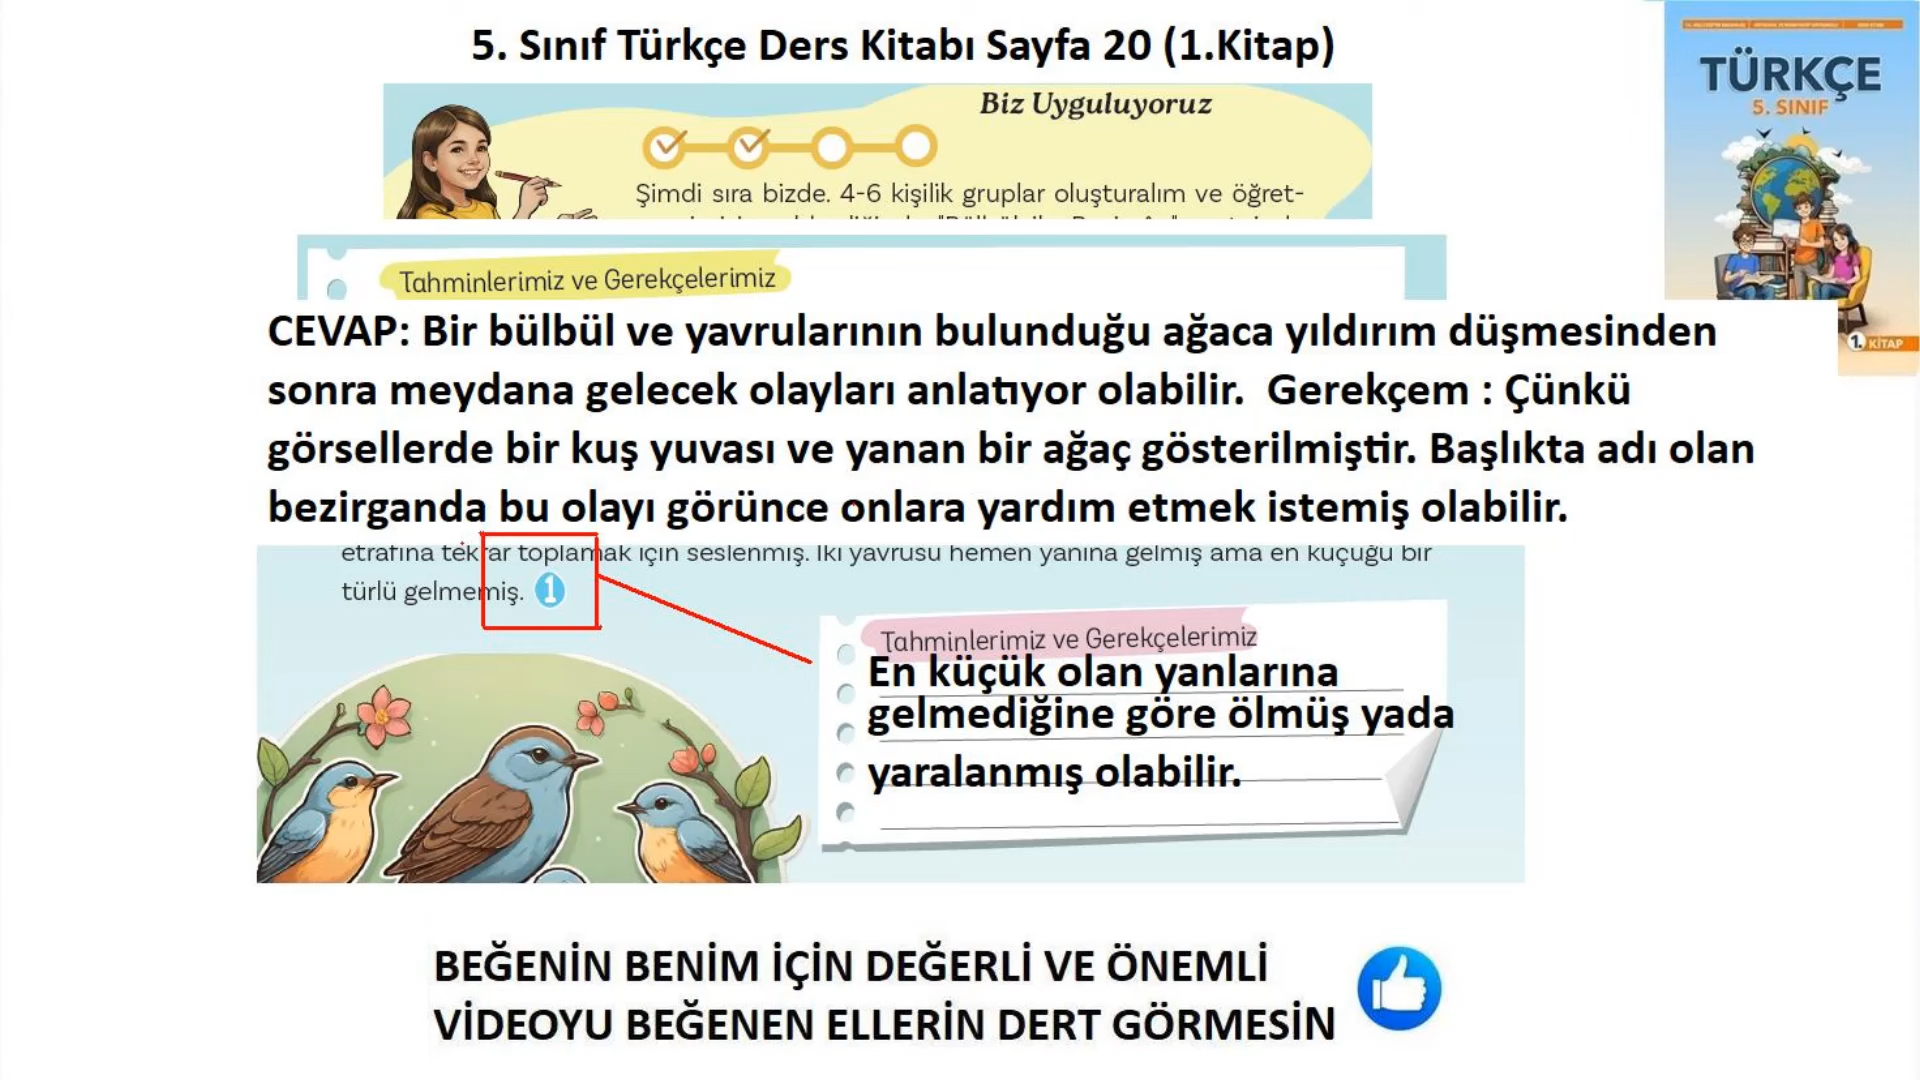 5. Sınıf Türkçe Ders Kitabı Sayfa 20 (1.Kitap)
TÜRKÇE
5. SINIF
Biz Uyguluyoruz
Şimdi sıra bizde. 4-6 kişilik gruplar oluşturalım ve öğret-
Tahminlerimiz ve Gerekçelerimiz
CEVAP: Bir bülbül ve yavrularının bulunduğu ağaca yıldırım düşmesinden
sonra meydana gelecek olayları anlatıyor olabilir. Gerekçem : Çünkü
görsellerde bir kuş yuvası ve yanan bir ağaç gösterilmiştir. Başlıkta adı olan
bezirganda bu olayı görünce onlara yardım etmek istemiş olabilir.
1. KİTAP
etrafına tekrar toplamak için seslenmiş. İki yavrusu hemen yanına gelmiş ama en küçüğü bir
türlü gelmemiş. 1
Tahminlerimiz ve Gerekçelerimiz
En küçük olan yanlarına
gelmediğine göre ölmüş yada
yaralanmış olabilir.
BEĞENİN BENİM İÇİN DEĞERLİ VE ÖNEMLİ
VİDEOYU BEĞENEN ELLERİN DERT GÖRMESİN